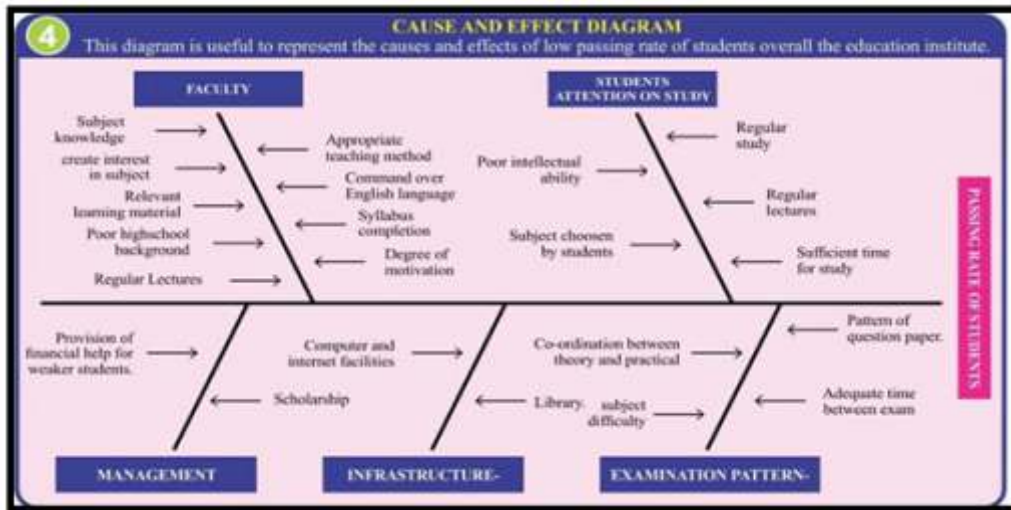 4
CAUSE AND EFFECT DIAGRAM
This diagram is useful to represent the causes and effects of low passing rate of students overall the education institute.
FACULTY
Subject
knowledge
create interest
in subject
Relevant
learning material
Poor highschool
background
Regular Lectures
Appropriate
teaching method
Command over
English language
Syllabus
completion
Degree of
motivation
STUDENTS
ATTENTION ON STUDY
Poor intellectual
ability
Subject choosen
by students
Regular
study
Regular
lectures
Sufficient time
for study
PASSING RATE OF STUDENTS
Provision of
financial help for
weaker students.
Scholarship
MANAGEMENT
Computer and
internet facilities
Library.
INFRASTRUCTURE-
Co-ordination between
theory and practical
subject
difficulty
Pattern of
question paper.
Adequate time
between exam
EXAMINATION PATTERN-